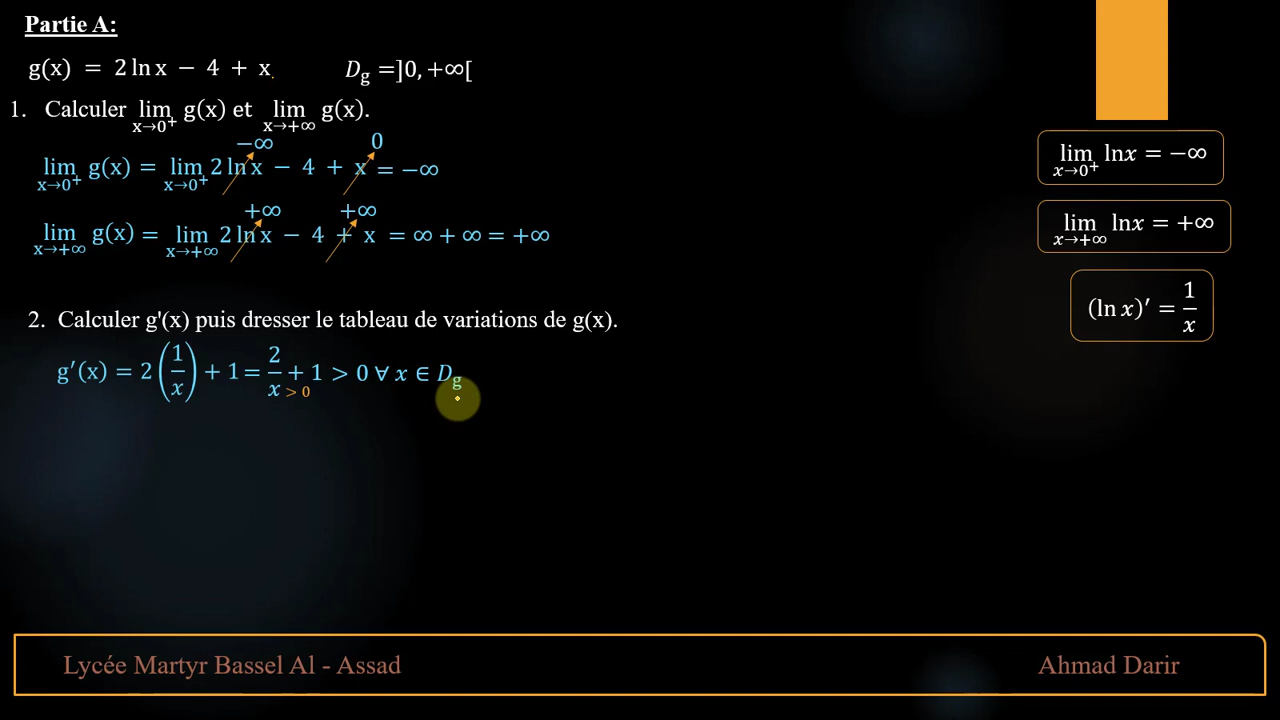 Partie A:
g(x) = 2 ln x − 4 + x. D_g =]0, +∞[
1. Calculer lim_{x→0⁺} g(x) et lim_{x→+∞} g(x).
−∞ 0
lim_{x→0⁺} g(x) = lim_{x→0⁺} 2 ln x − 4 + x = −∞
+∞ +∞
lim_{x→+∞} g(x) = lim_{x→+∞} 2 ln x − 4 + x = ∞ + ∞ = +∞
2. Calculer g'(x) puis dresser le tableau de variations de g(x).
g′(x) = 2(1/x) + 1 = 2/x + 1 > 0 ∀ x ∈ D_g
> 0
lim_{x→0⁺} lnx = −∞
lim_{x→+∞} lnx = +∞
(ln x)′ = 1/x
Lycée Martyr Bassel Al - Assad Ahmad Darir